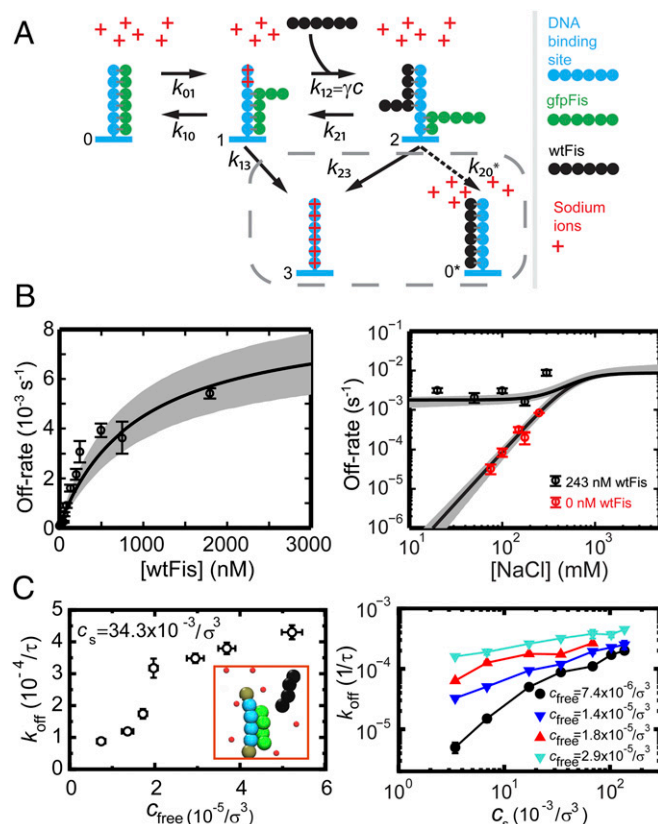 A
DNA
binding
site
gfpFis
wtFis
Sodium
ions
k01
k10
k12=γc
k21
k13
k23
k20*
0
1
2
3
0*
B
Off-rate (10⁻³ s⁻¹)
8
6
4
2
0
0 750 1500 2250 3000
[wtFis] (nM)
Off-rate (s⁻¹)
10⁻¹
10⁻²
10⁻³
10⁻⁴
10⁻⁵
10⁻⁶
243 nM wtFis
0 nM wtFis
10¹ 10² 10³
[NaCl] (mM)
C
koff (10⁻⁴/τ)
5
4
3
2
1
0
cs=34.3x10⁻³/σ³
0 2 4 6
cfree(10⁻⁵/σ³)
koff (1/τ)
10⁻³
10⁻⁴
10⁻⁵
cfree=7.4x10⁻⁶/σ³
cfree=1.4x10⁻⁵/σ³
cfree=1.8x10⁻⁵/σ³
cfree=2.9x10⁻⁵/σ³
10⁰ 10¹ 10²
cs (10⁻³/σ³)